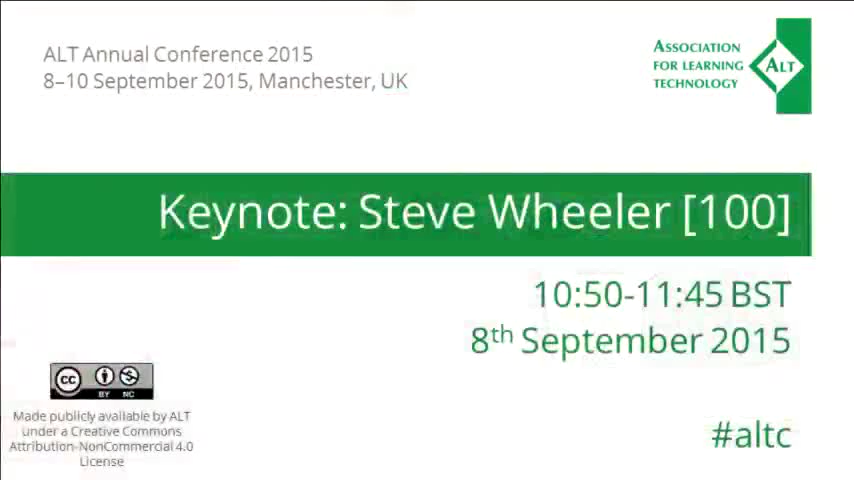 ALT Annual Conference 2015
8–10 September 2015, Manchester, UK
ASSOCIATION
FOR LEARNING
TECHNOLOGY
ALT
Keynote: Steve Wheeler [100]
10:50-11:45 BST
8th September 2015
cc
BY NC
Made publicly available by ALT
under a Creative Commons
Attribution-NonCommercial 4.0
License
#altc